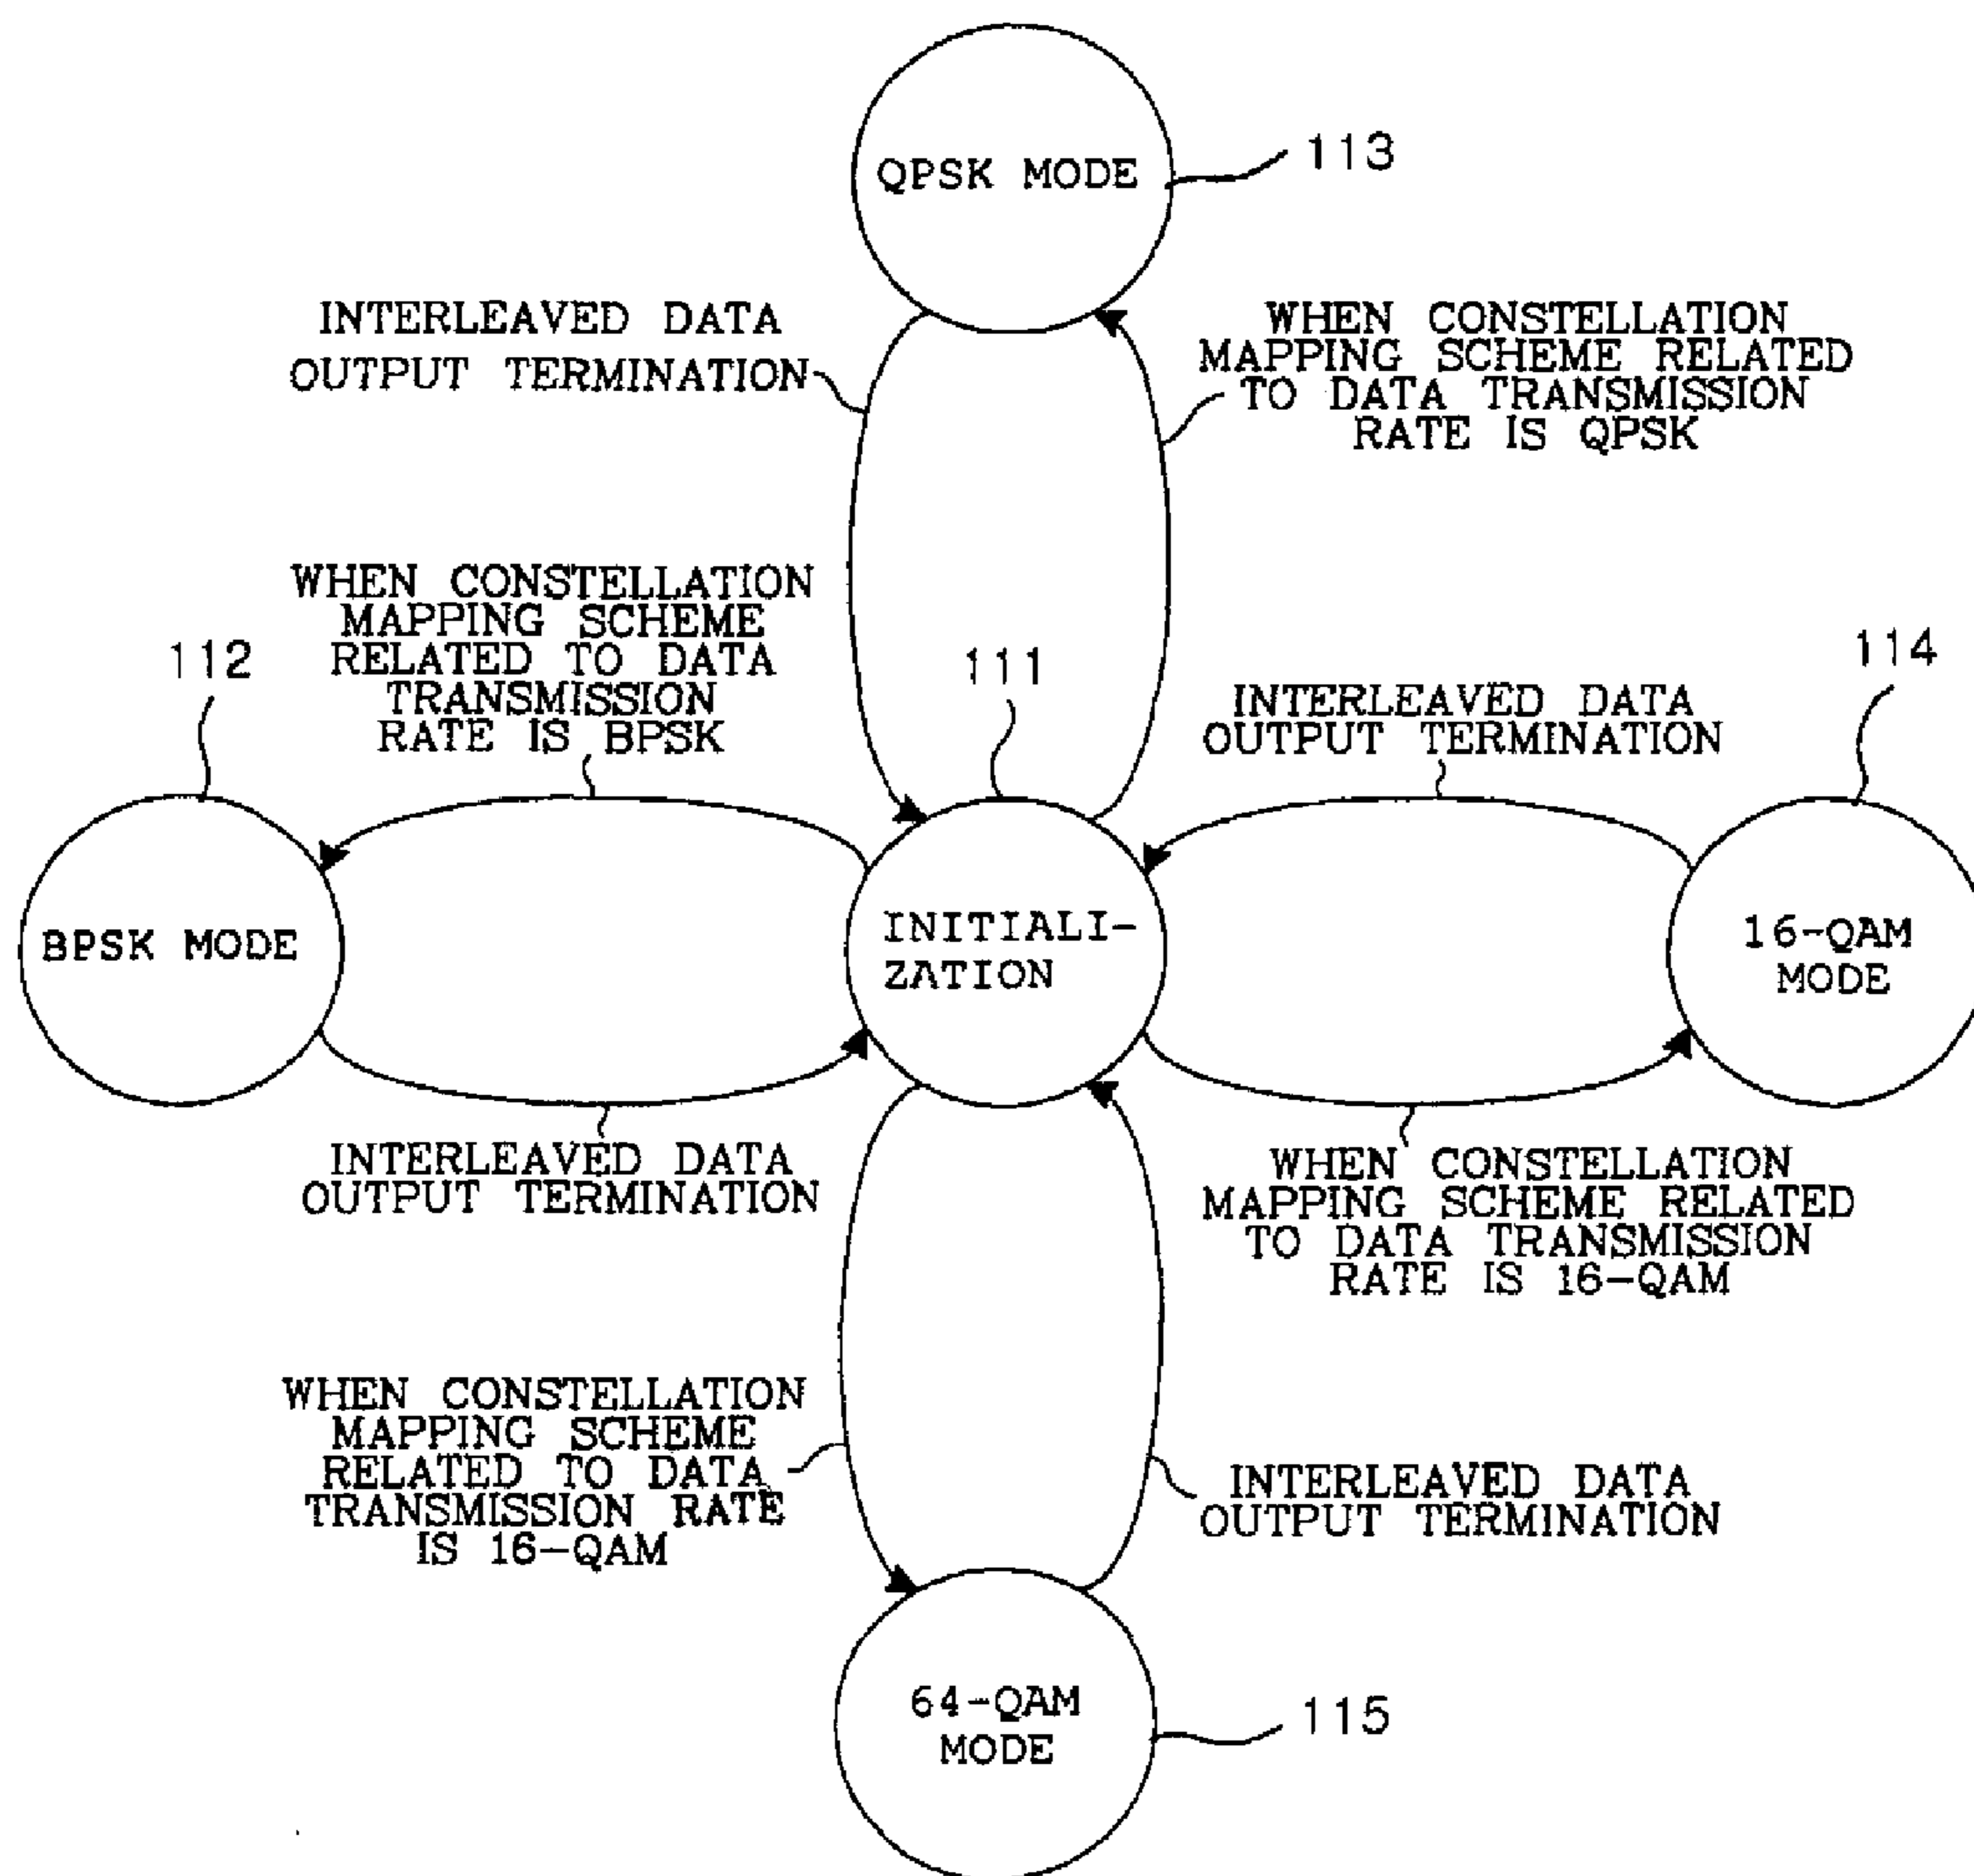 QPSK MODE
113
INTERLEAVED DATA
OUTPUT TERMINATION
WHEN CONSTELLATION
MAPPING SCHEME RELATED
TO DATA TRANSMISSION
RATE IS QPSK
WHEN CONSTELLATION
MAPPING SCHEME
RELATED TO DATA
TRANSMISSION
RATE IS BPSK
112
111
114
INTERLEAVED DATA
OUTPUT TERMINATION
BPSK MODE
INITIALI-
ZATION
16-QAM
MODE
INTERLEAVED DATA
OUTPUT TERMINATION
WHEN CONSTELLATION
MAPPING SCHEME RELATED
TO DATA TRANSMISSION
RATE IS 16-QAM
WHEN CONSTELLATION
MAPPING SCHEME
RELATED TO DATA
TRANSMISSION RATE
IS 16-QAM
INTERLEAVED DATA
OUTPUT TERMINATION
64-QAM
MODE
115